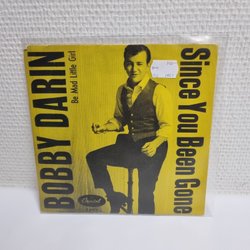 BOBBY DARIN
Be Mad Little Girl
Since You Been Gone
Capitol